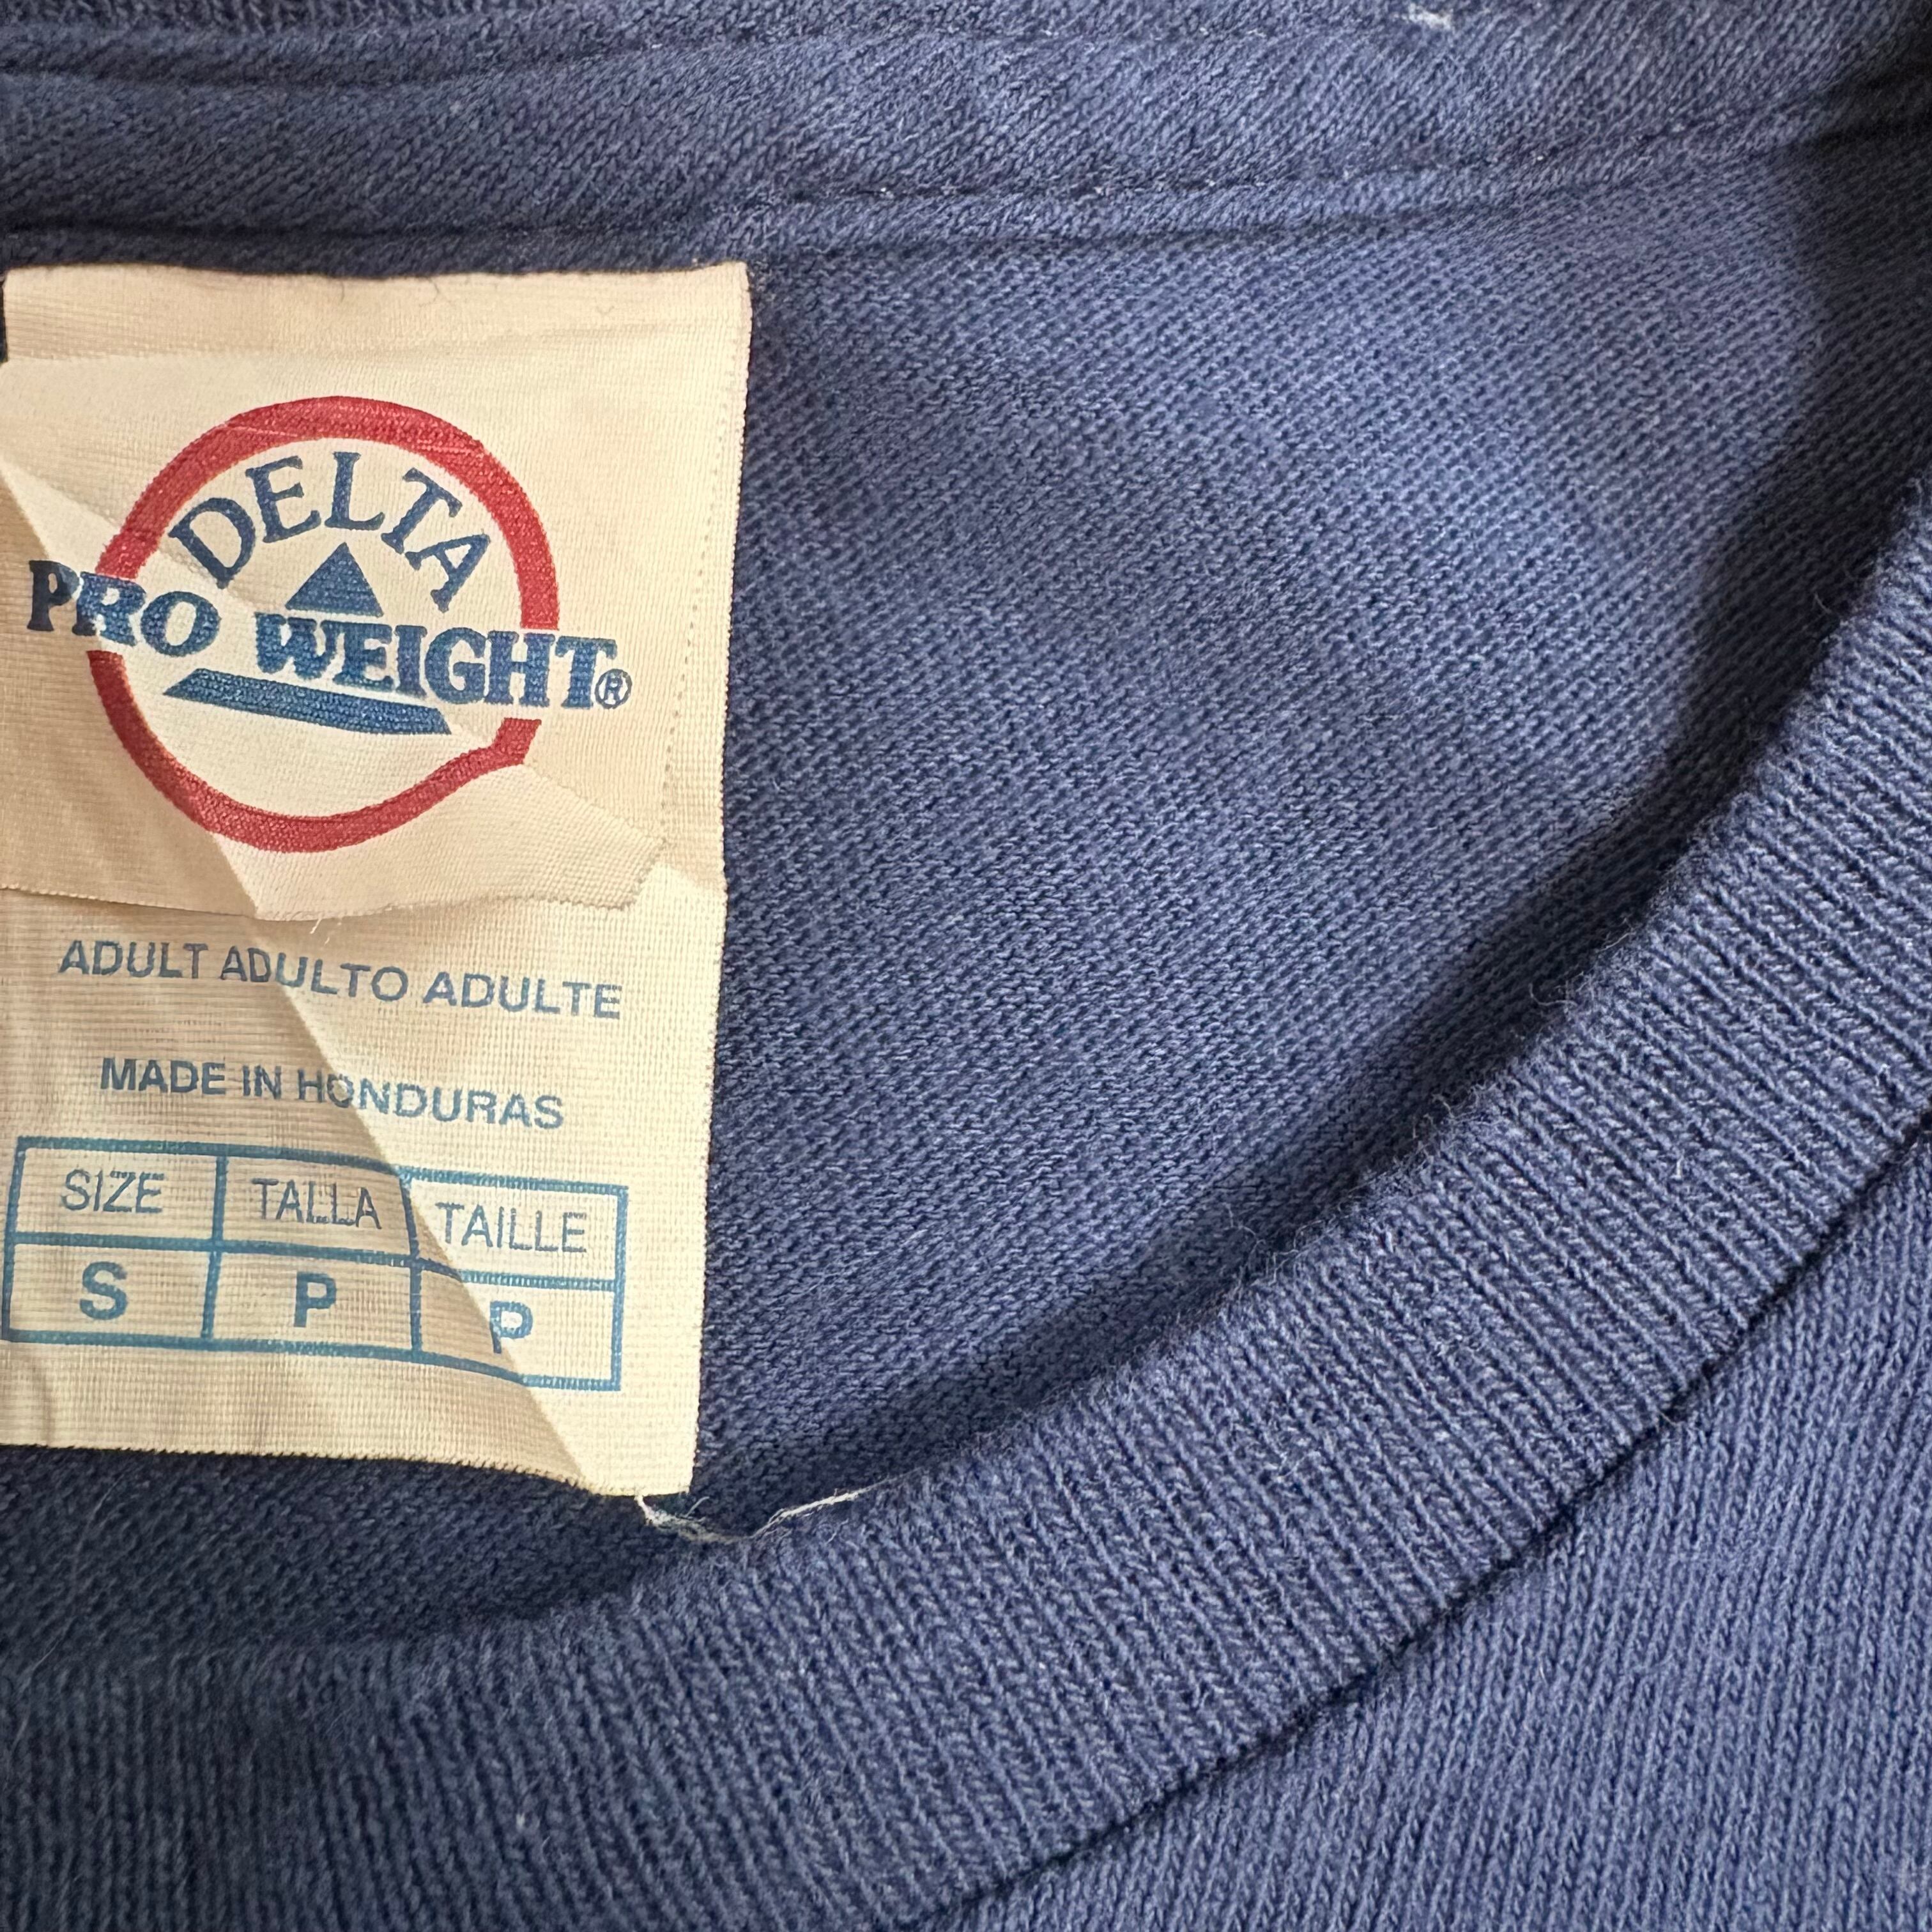 DELTA
PRO WEIGHT®
ADULT ADULTO ADULTE
MADE IN HONDURAS
SIZE TALLA TAILLE
S P P